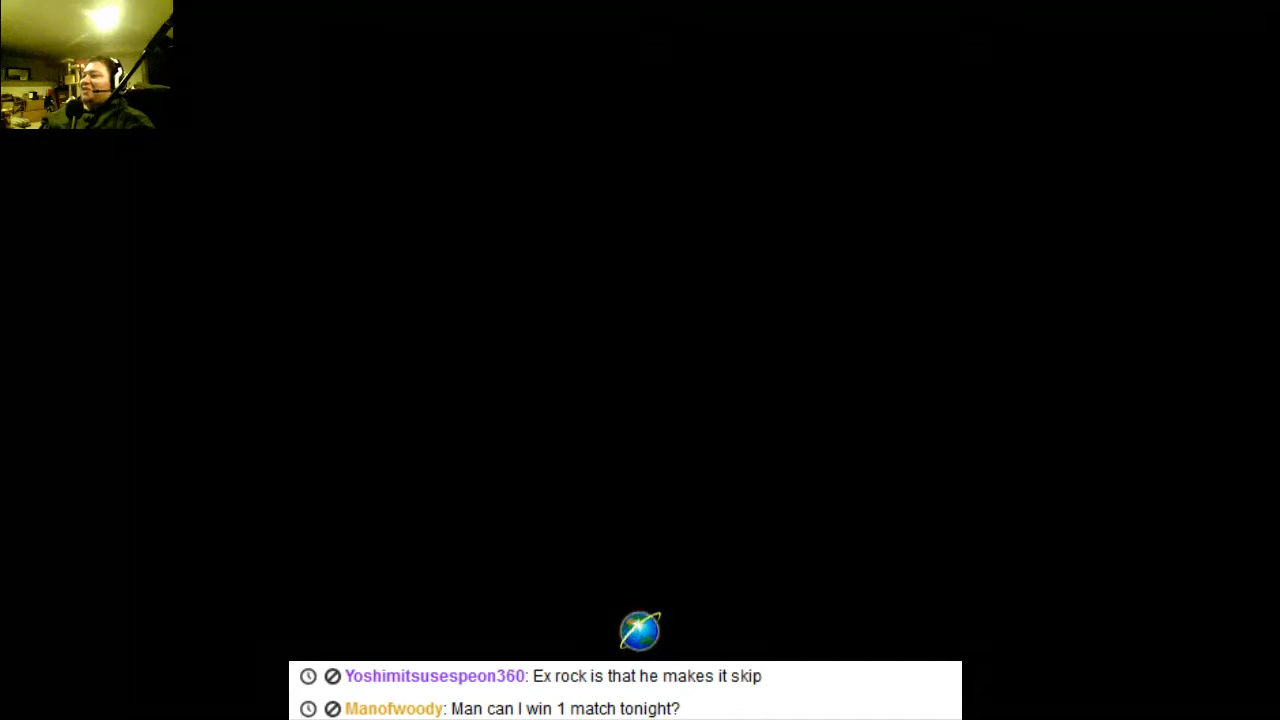 Yoshimitsusespeon360: Ex rock is that he makes it skip
Manofwoody: Man can I win 1 match tonight?